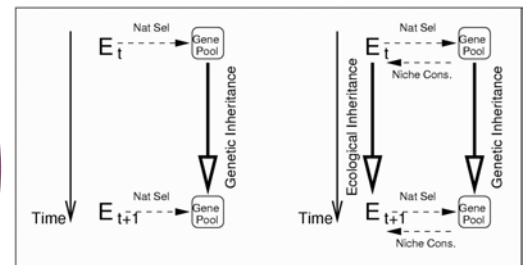 Nat Sel
E t
Gene Pool
Genetic Inheritance
Time
Nat Sel
E t+1
Gene Pool
Nat Sel
E t
Gene Pool
Niche Cons.
Ecological Inheritance
Genetic Inheritance
Time
Nat Sel
E t+1
Gene Pool
Niche Cons.